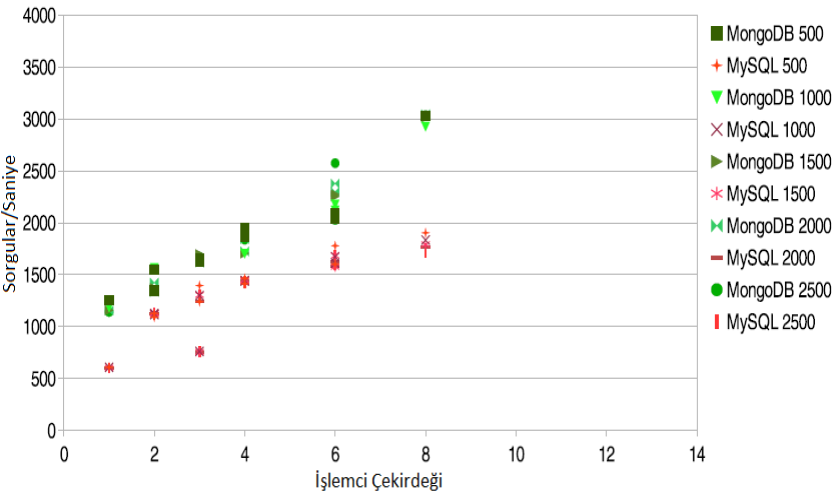 4000
3500
3000
2500
2000
1500
1000
500
0
Sorgular/Saniye
0 2 4 6 8 10 12 14
İşlemci Çekirdeği
MongoDB 500
MySQL 500
MongoDB 1000
MySQL 1000
MongoDB 1500
MySQL 1500
MongoDB 2000
MySQL 2000
MongoDB 2500
MySQL 2500